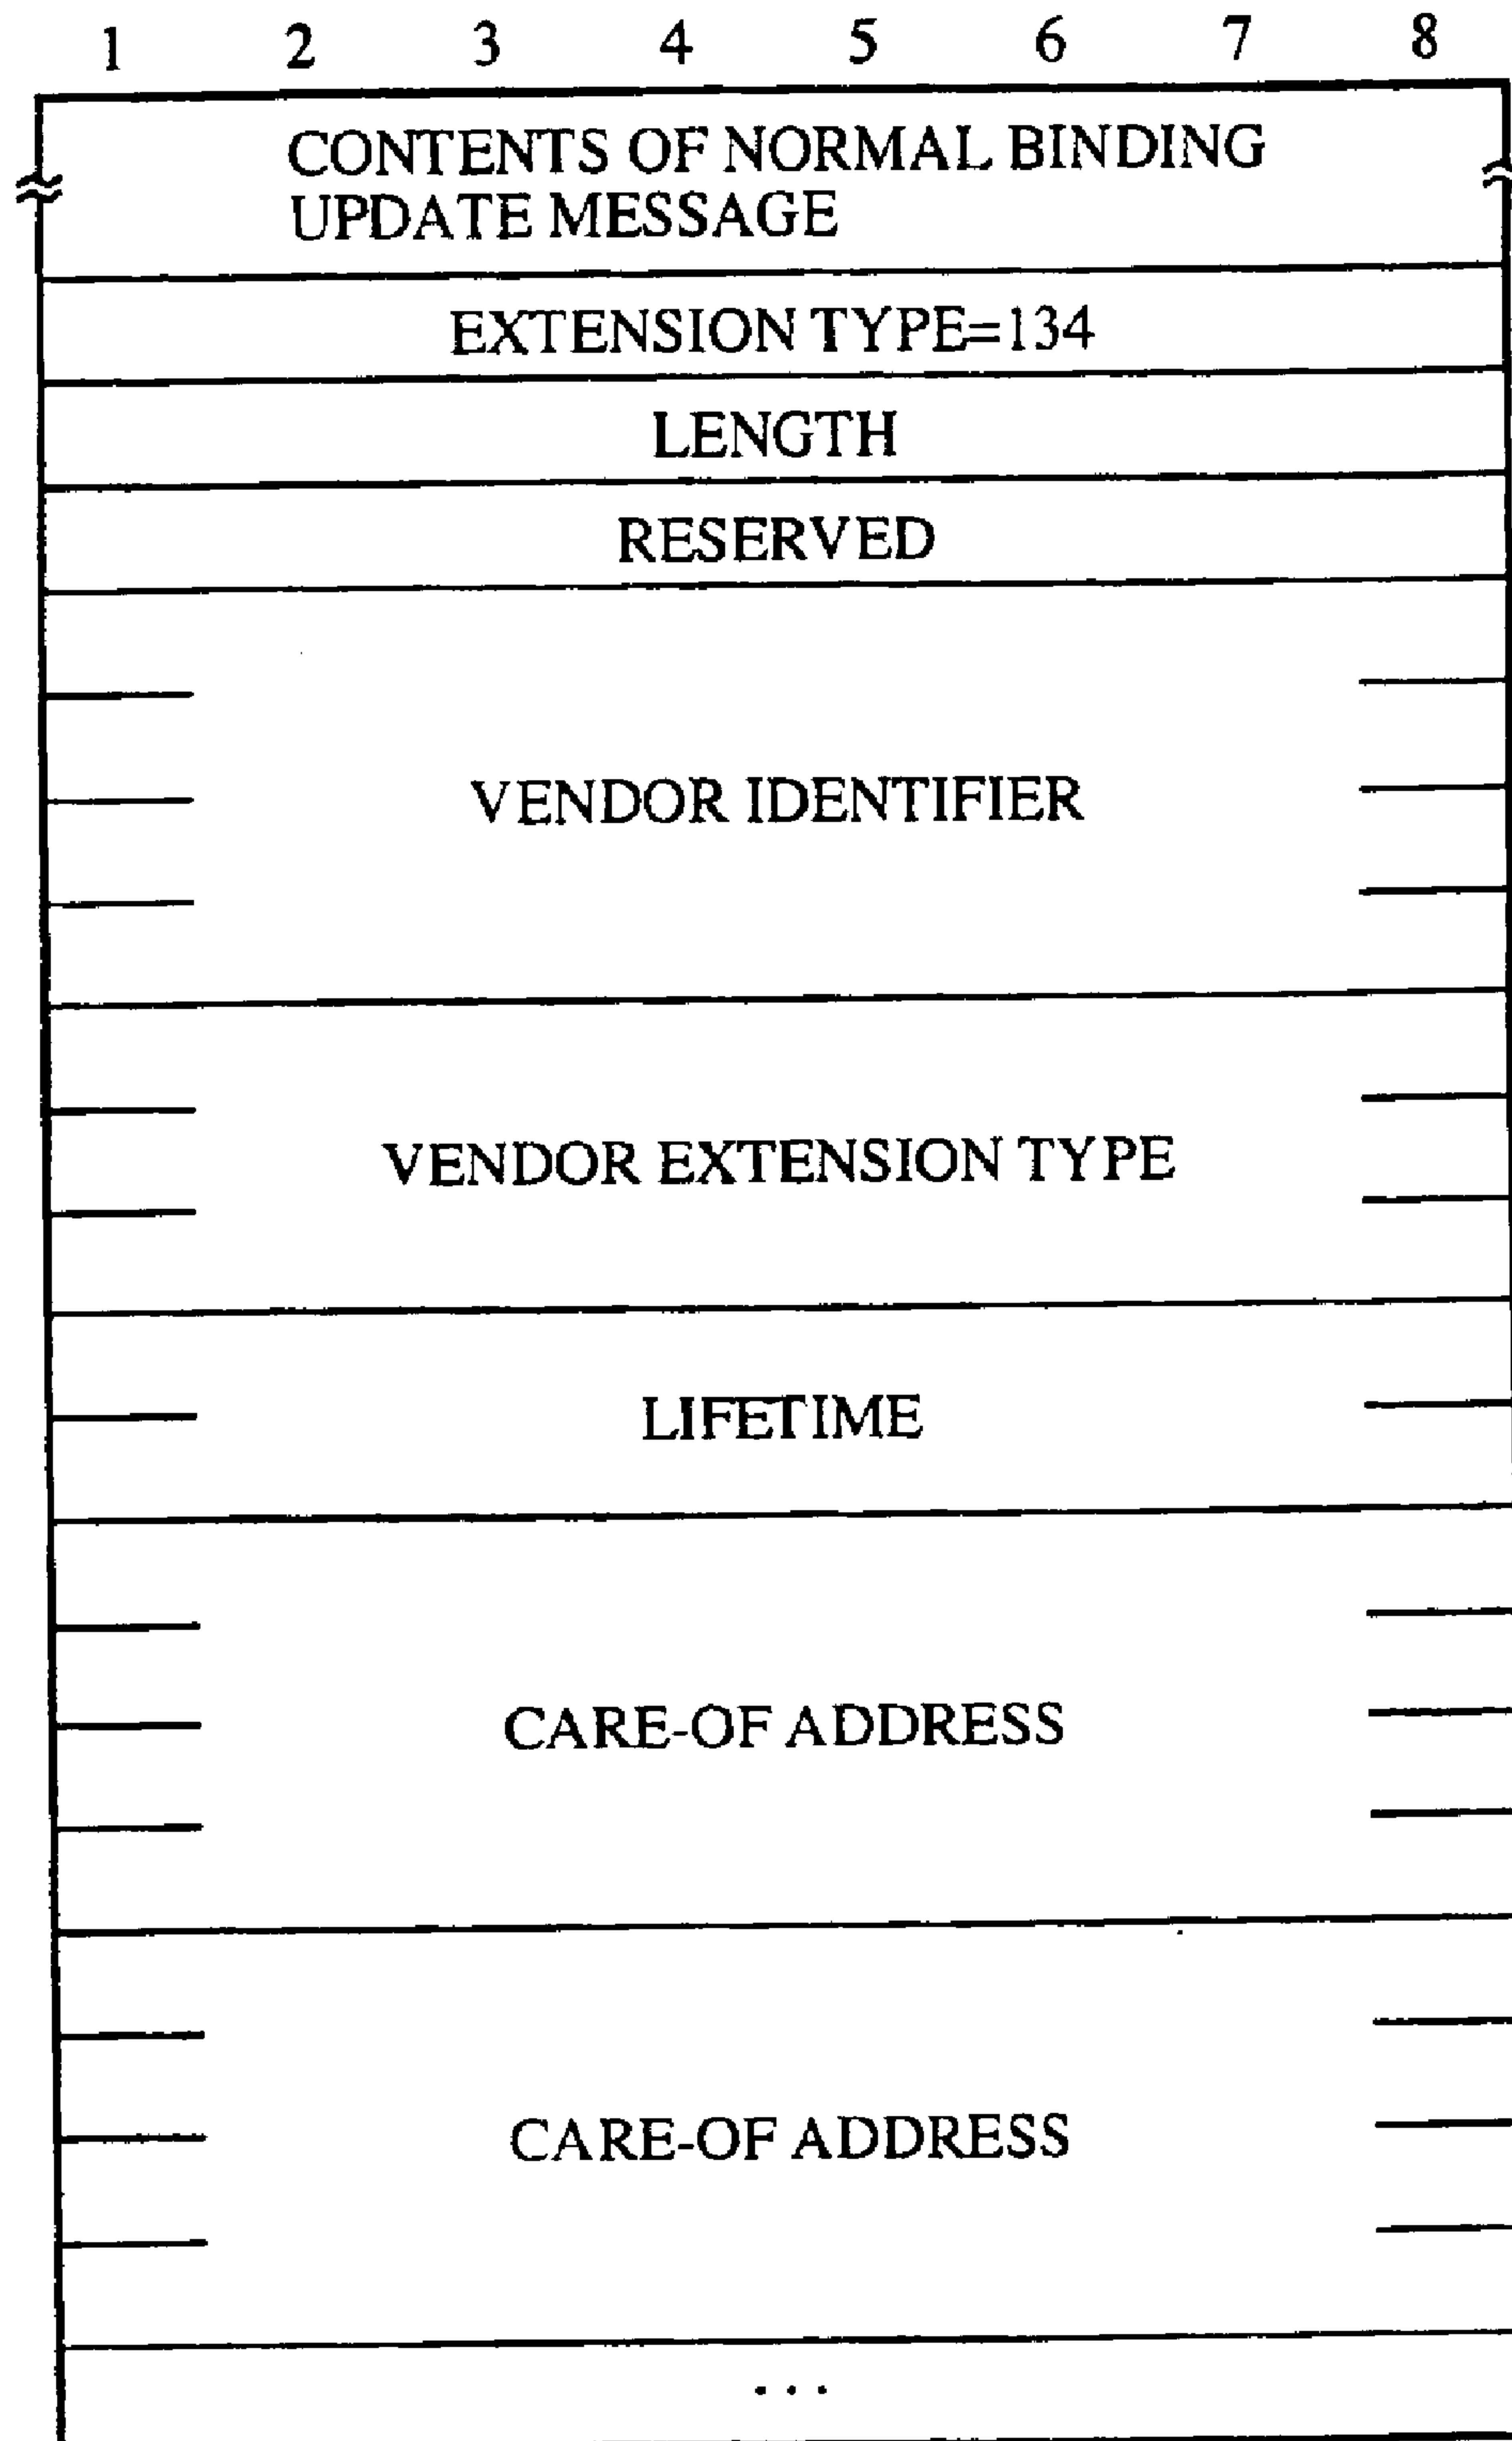 1 2 3 4 5 6 7 8
CONTENTS OF NORMAL BINDING
UPDATE MESSAGE
EXTENSION TYPE=134
LENGTH
RESERVED
VENDOR IDENTIFIER
VENDOR EXTENSION TYPE
LIFETIME
CARE-OF ADDRESS
CARE-OF ADDRESS
...